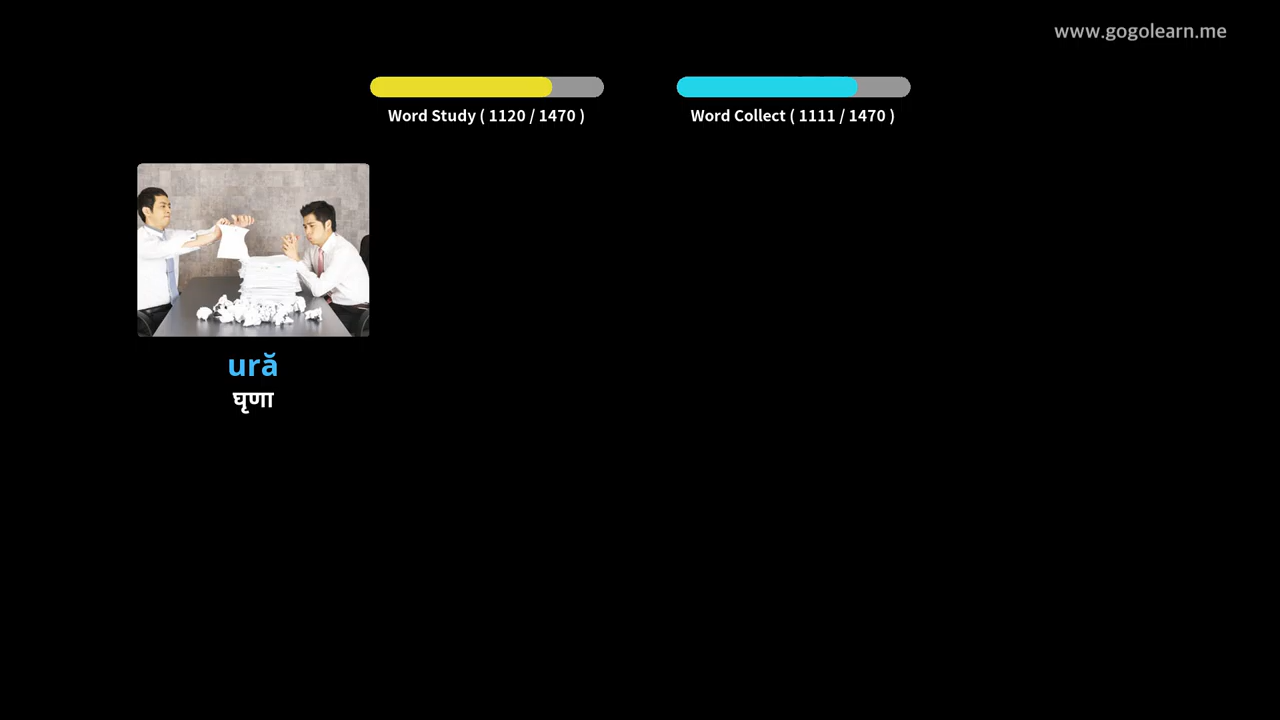 www.gogolearn.me
Word Study ( 1120 / 1470 )
Word Collect ( 1111 / 1470 )
ură
घृणा